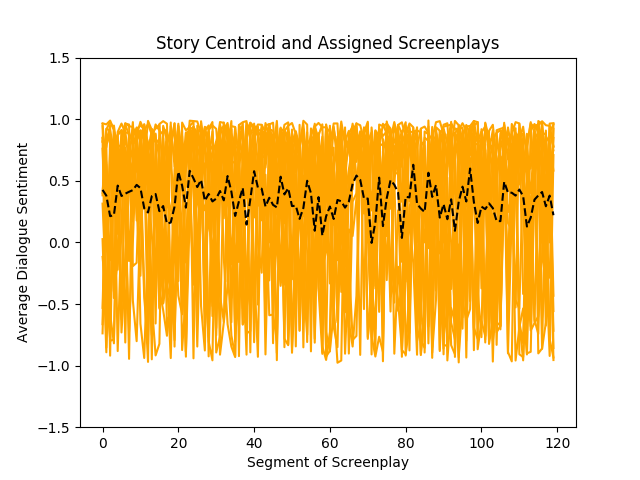 Story Centroid and Assigned Screenplays
1.5
1.0
0.5
0.0
−0.5
−1.0
−1.5
Average Dialogue Sentiment
0 20 40 60 80 100 120
Segment of Screenplay